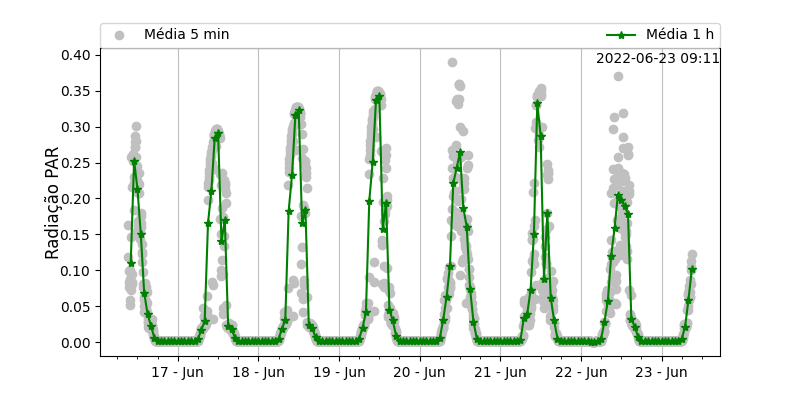 Média 5 min
Média 1 h
2022-06-23 09:11
Radiação PAR
0.40
0.35
0.30
0.25
0.20
0.15
0.10
0.05
0.00
17 - Jun
18 - Jun
19 - Jun
20 - Jun
21 - Jun
22 - Jun
23 - Jun